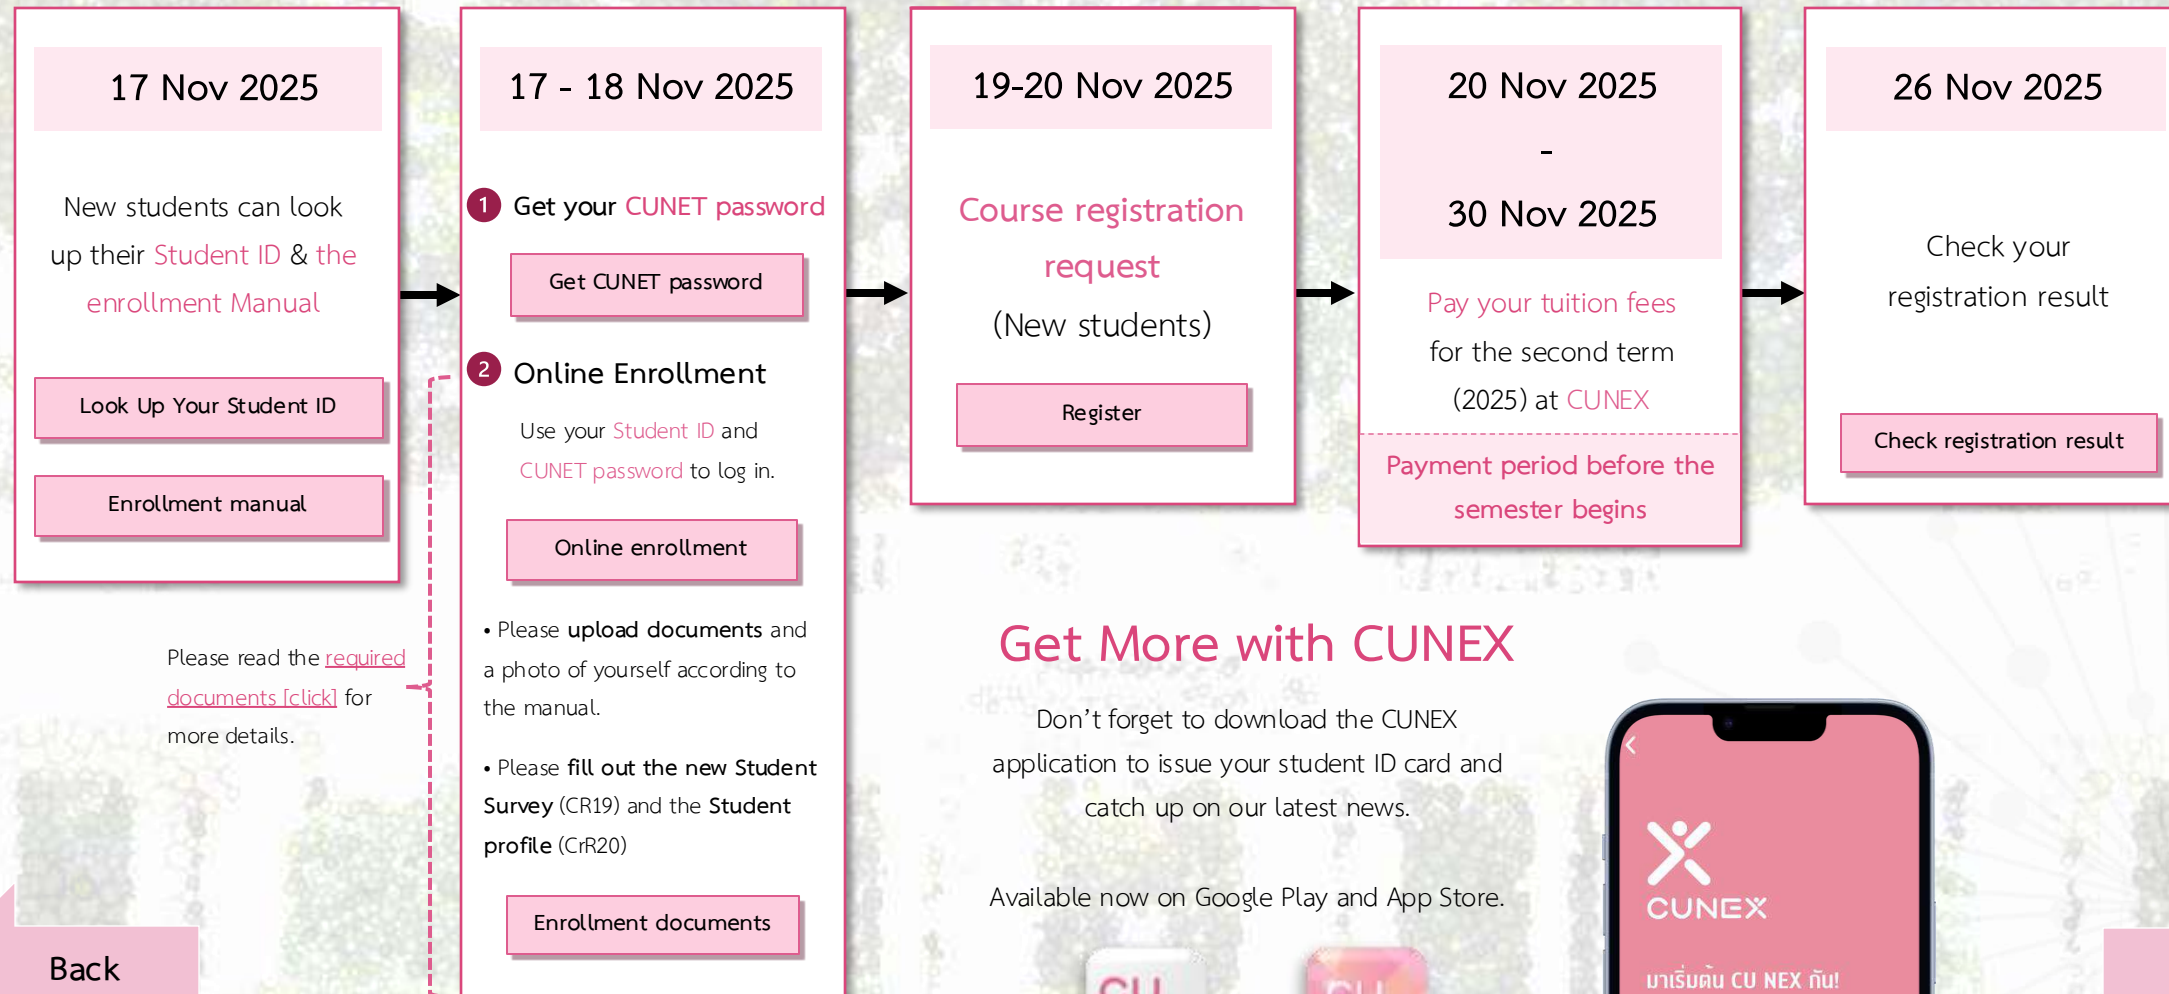 17 Nov 2025
New students can look
up their Student ID & the
enrollment Manual
Look Up Your Student ID
Enrollment manual
Please read the required
documents [click] for
more details.
Back
17 - 18 Nov 2025
1 Get your CUNET password
Get CUNET password
2 Online Enrollment
Use your Student ID and
CUNET password to log in.
Online enrollment
• Please upload documents and
a photo of yourself according to
the manual.
• Please fill out the new Student
Survey (CR19) and the Student
profile (CrR20)
Enrollment documents
19-20 Nov 2025
Course registration
request
(New students)
Register
20 Nov 2025
-
30 Nov 2025
Pay your tuition fees
for the second term
(2025) at CUNEX
Payment period before the
semester begins
26 Nov 2025
Check your
registration result
Check registration result
Get More with CUNEX
Don't forget to download the CUNEX
application to issue your student ID card and
catch up on our latest news.
Available now on Google Play and App Store.
CU
CU
CUNEX
มาเริ่มต้น CU NEX กัน!